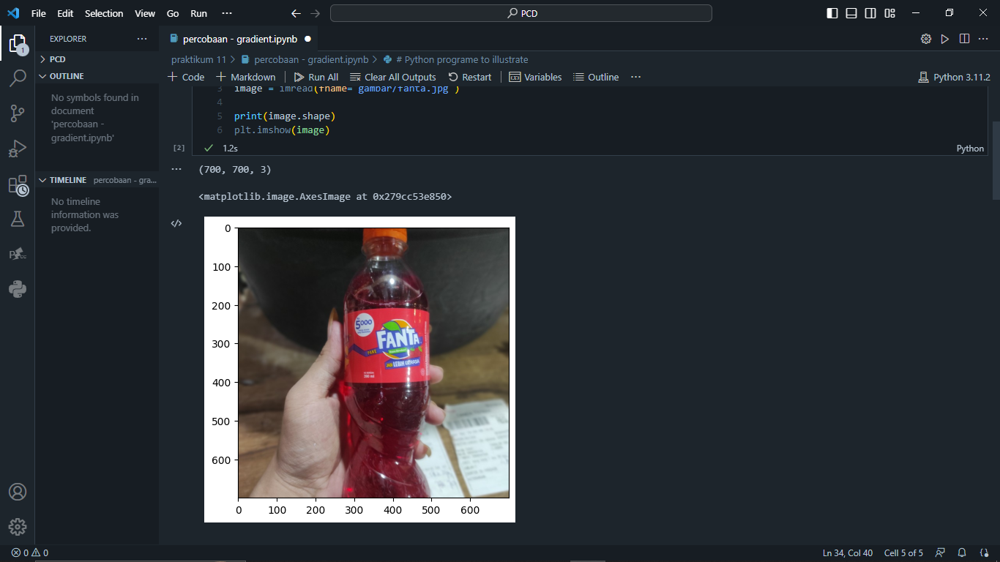 File Edit Selection View Go Run ···
PCD
EXPLORER ···
1
PCD
OUTLINE
No symbols found in
document
'percobaan -
gradient.ipynb'
TIMELINE percobaan - gra...
No timeline
information was
provided.
percobaan - gradient.ipynb
praktikum 11 > percobaan - gradient.ipynb > # Python programe to illustrate
+ Code + Markdown | Run All Clear All Outputs Restart | Variables Outline ···
Python 3.11.2
3 image = imread(fname="gambar/fanta.jpg")
4
5 print(image.shape)
6 plt.imshow(image)
[2] 1.2s Python
(700, 700, 3)
<matplotlib.image.AxesImage at 0x279cc53e850>
0
100
200
300
400
500
600
5000
FANTA
LEBIH BERASA
0 100 200 300 400 500 600
0 0 Ln 34, Col 40 Cell 5 of 5